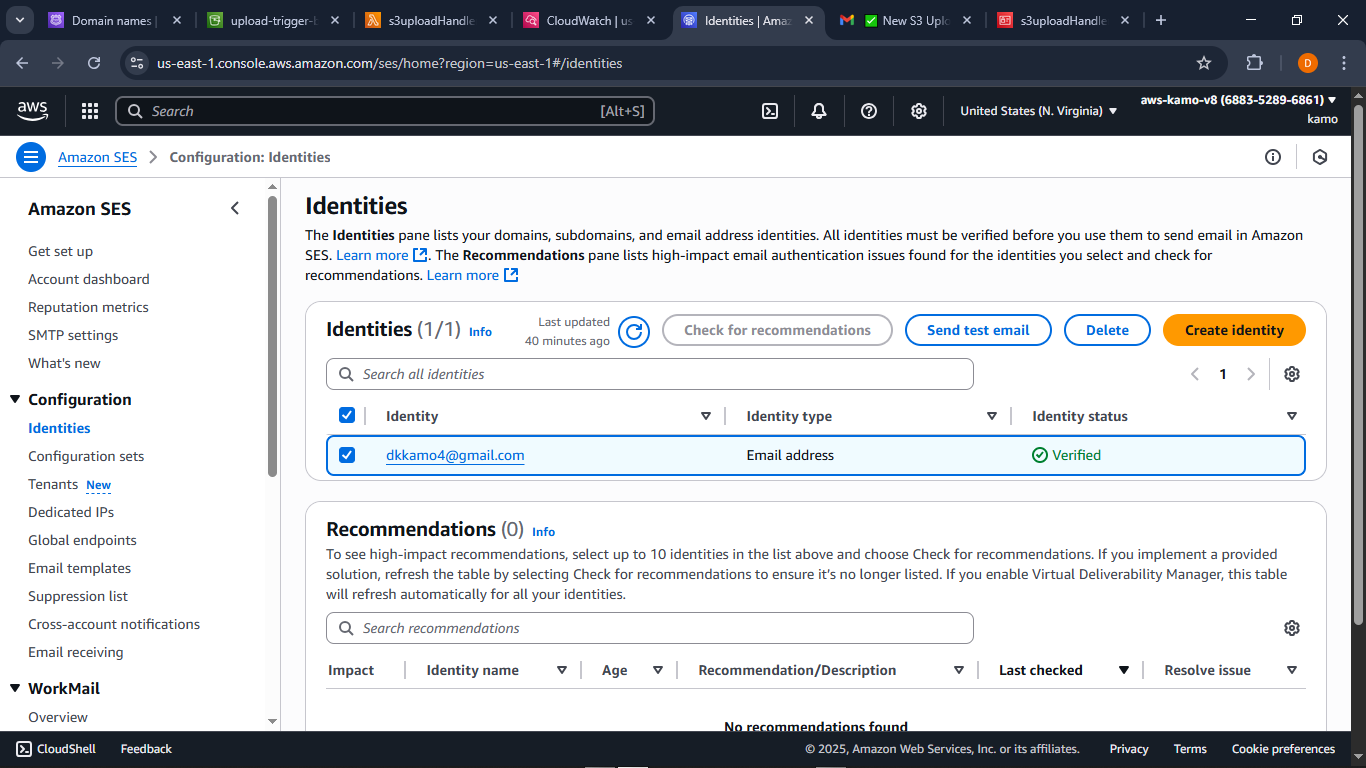 Domain names |
upload-trigger-b
s3uploadHandle
CloudWatch | us
Identities | Amaz
✅ New S3 Uplo
s3uploadHandle
us-east-1.console.aws.amazon.com/ses/home?region=us-east-1#/identities
D
aws
Search
[Alt+S]
United States (N. Virginia)
aws-kamo-v8 (6883-5289-6861)
kamo
Amazon SES
Configuration: Identities
Amazon SES
Get set up
Account dashboard
Reputation metrics
SMTP settings
What's new
Configuration
Identities
Configuration sets
Tenants New
Dedicated IPs
Global endpoints
Email templates
Suppression list
Cross-account notifications
Email receiving
WorkMail
Overview
Identities
The Identities pane lists your domains, subdomains, and email address identities. All identities must be verified before you use them to send email in Amazon
SES. Learn more. The Recommendations pane lists high-impact email authentication issues found for the identities you select and check for
recommendations. Learn more
Identities (1/1) Info
Last updated
40 minutes ago
Check for recommendations
Send test email
Delete
Create identity
Search all identities
1
Identity
Identity type
Identity status
dkkamo4@gmail.com
Email address
Verified
Recommendations (0) Info
To see high-impact recommendations, select up to 10 identities in the list above and choose Check for recommendations. If you implement a provided
solution, refresh the table by selecting Check for recommendations to ensure it's no longer listed. If you enable Virtual Deliverability Manager, this table
will refresh automatically for all your identities.
Search recommendations
Impact
Identity name
Age
Recommendation/Description
Last checked
Resolve issue
No recommendations found
CloudShell
Feedback
© 2025, Amazon Web Services, Inc. or its affiliates.
Privacy
Terms
Cookie preferences